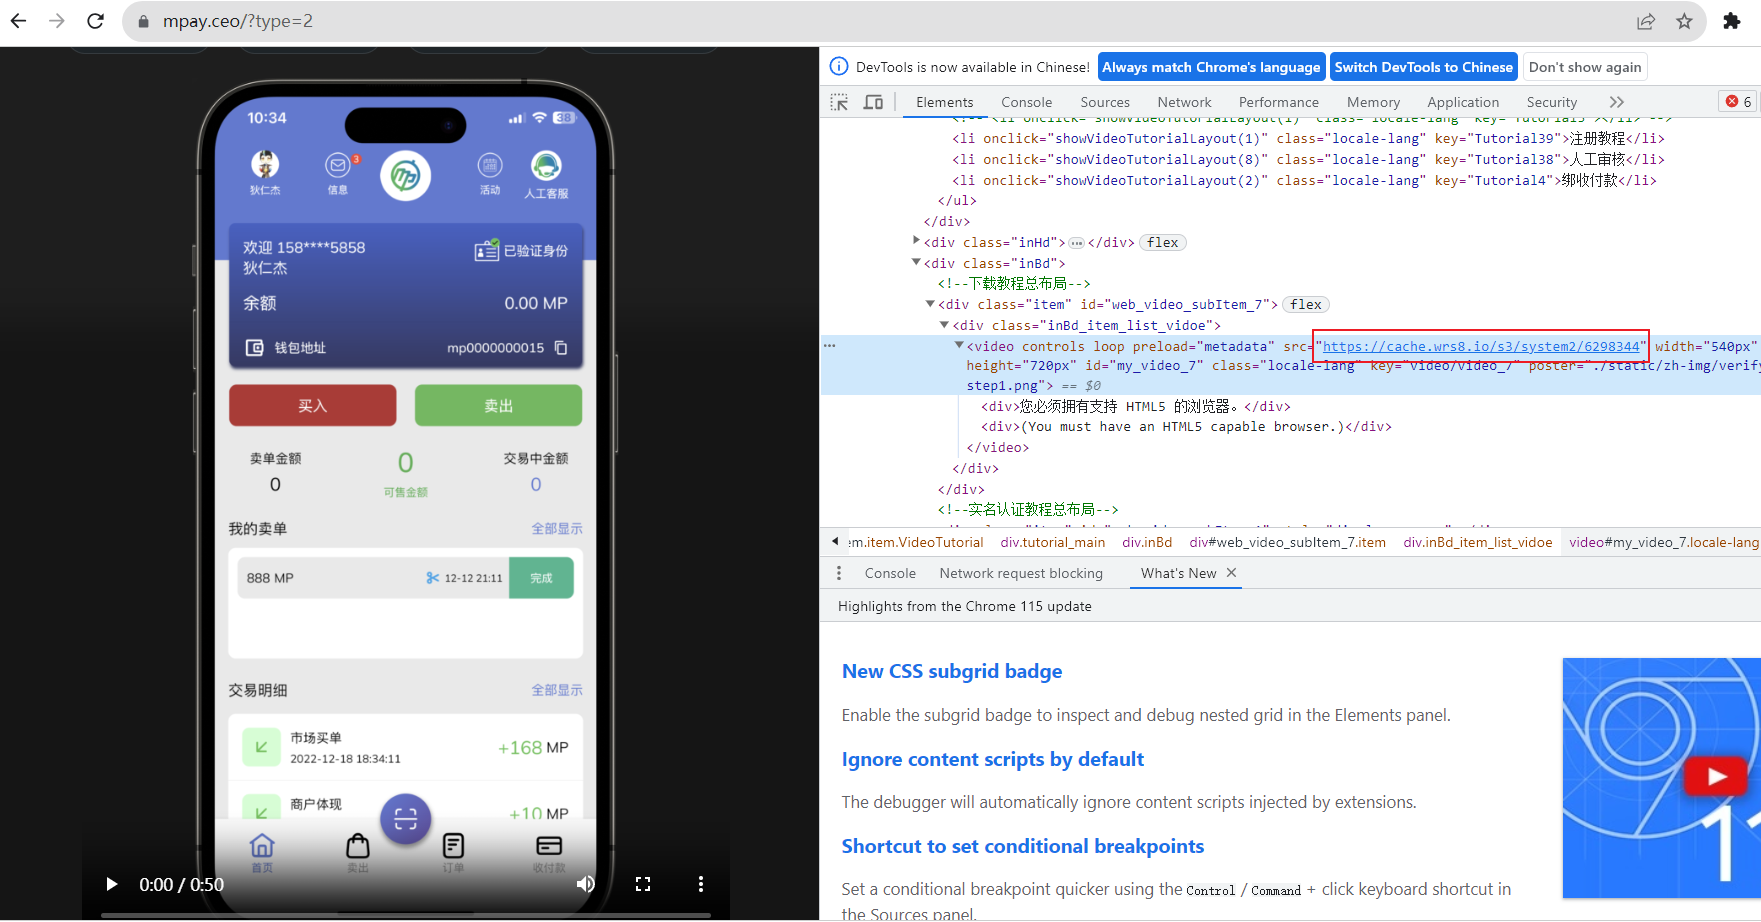 mpay.ceo/?type=2
10:34
38
3
狄仁杰
信息
活动
人工客服
欢迎 158****5858
狄仁杰
已验证身份
余额
0.00 MP
钱包地址
mp0000000015
买入
卖出
卖单金额
0
0
可售金额
交易中金额
0
我的卖单
全部显示
888 MP
12-12 21:11
完成
交易明细
全部显示
市场买单
2022-12-18 18:34:11
+168 MP
商户体现
+10 MP
首页
卖出
订单
收付款
0:00 / 0:50
DevTools is now available in Chinese!
Always match Chrome's language
Switch DevTools to Chinese
Don't show again
Elements
Console
Sources
Network
Performance
Memory
Application
Security
6
<!-- <li onclick="showVideoTutorialLayout(1)" class="locale-lang" key="Tutorial3"></li> -->
<li onclick="showVideoTutorialLayout(1)" class="locale-lang" key="Tutorial39">注册教程</li>
<li onclick="showVideoTutorialLayout(8)" class="locale-lang" key="Tutorial38">人工审核</li>
<li onclick="showVideoTutorialLayout(2)" class="locale-lang" key="Tutorial4">绑收付款</li>
</ul>
</div>
<div class="inHd">…</div> flex
<div class="inBd">
<!--下载教程总布局-->
<div class="item" id="web_video_subItem_7"> flex
<div class="inBd_item_list_vidoe">
<video controls loop preload="metadata" src="https://cache.wrs8.io/s3/system2/6298344" width="540px"
height="720px" id="my_video_7" class="locale-lang" key="video/video_7" poster="./static/zh-img/verify
step1.png"> == $0
<div>您必须拥有支持 HTML5 的浏览器。</div>
<div>(You must have an HTML5 capable browser.)</div>
</video>
</div>
</div>
<!--实名认证教程总布局-->
em.item.VideoTutorial
div.tutorial_main
div.inBd
div#web_video_subItem_7.item
div.inBd_item_list_vidoe
video#my_video_7.locale-lang
Console
Network request blocking
What's New
Highlights from the Chrome 115 update
New CSS subgrid badge
Enable the subgrid badge to inspect and debug nested grid in the Elements panel.
Ignore content scripts by default
The debugger will automatically ignore content scripts injected by extensions.
Shortcut to set conditional breakpoints
Set a conditional breakpoint quicker using the Control / Command + click keyboard shortcut in
the Sources panel.